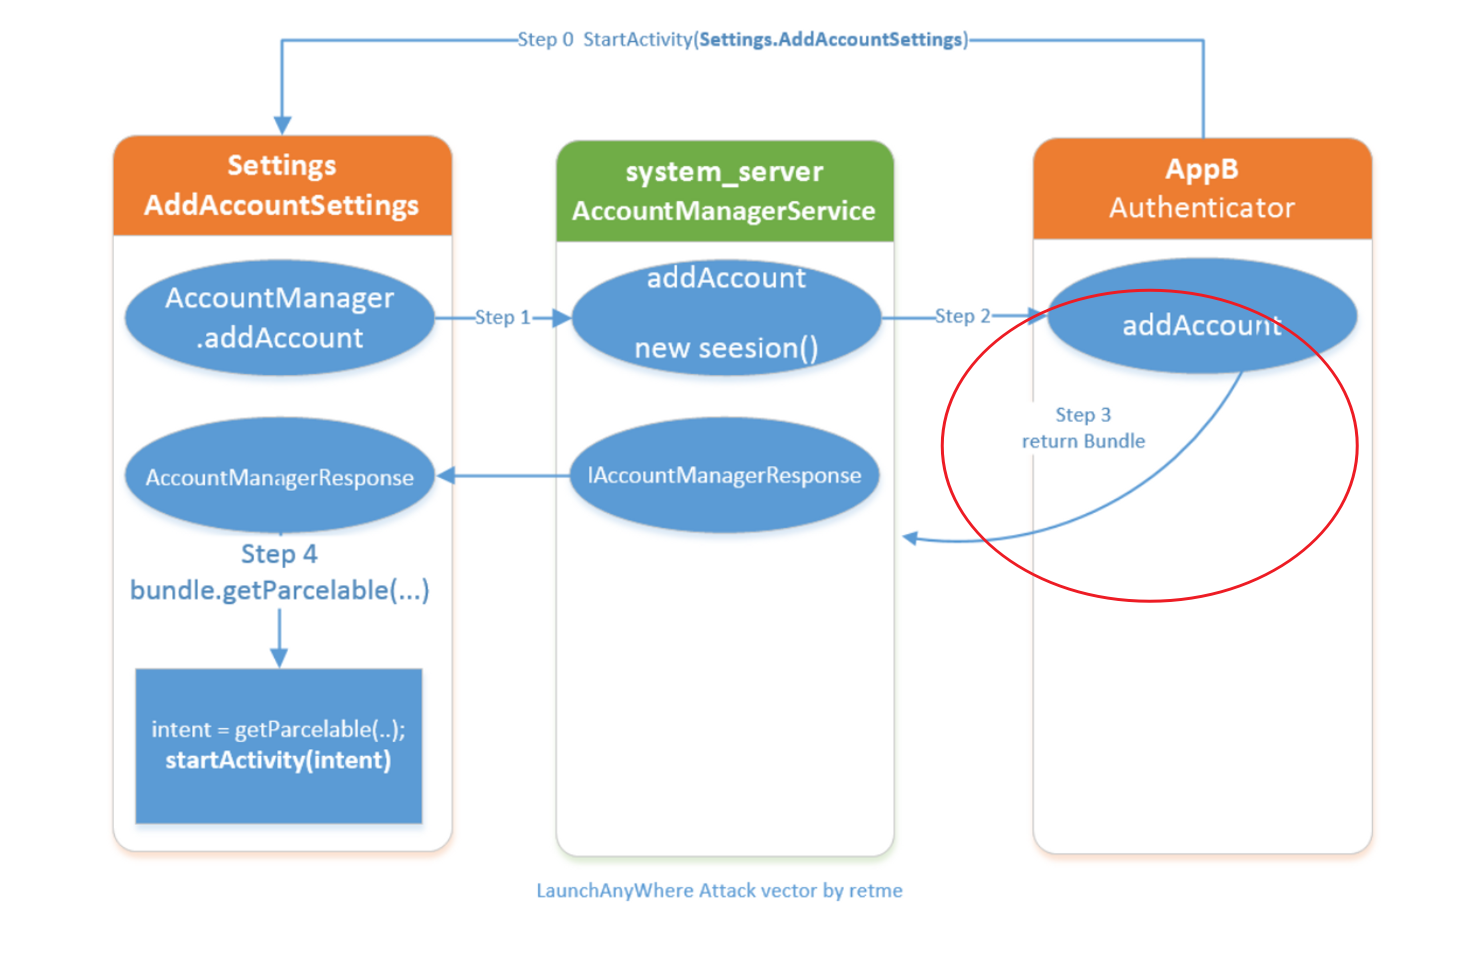 Step 0 StartActivity(Settings.AddAccountSettings)
Settings
AddAccountSettings
system_server
AccountManagerService
AppB
Authenticator
AccountManager
.addAccount
Step 1
addAccount
new seesion()
Step 2
addAccount
Step 3
return Bundle
AccountManagerResponse
IAccountManagerResponse
Step 4
bundle.getParcelable(...)
intent = getParcelable(..);
startActivity(intent)
LaunchAnyWhere Attack vector by retme